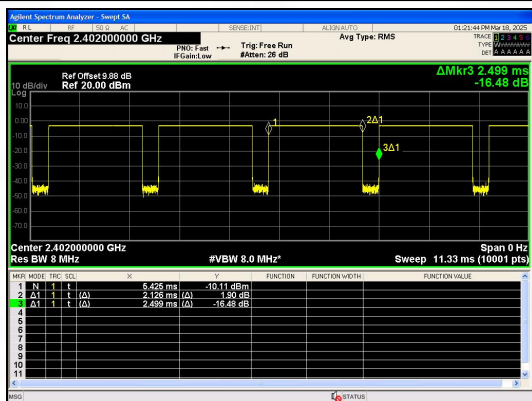 Agilent Spectrum Analyzer - Swept SA
RL RF 50 Ω AC SENSE:INT ALIGN AUTO 01:21:44 PM Mar 18, 2025
Center Freq 2.402000000 GHz Avg Type: RMS TRACE 1 2 3 4 5 6
PNO: Fast Trig: Free Run TYPE
IFGain:Low #Atten: 26 dB DET A A A A A A
ΔMkr3 2.499 ms
Ref Offset 9.88 dB -16.48 dB
10 dB/div Ref 20.00 dBm
Log
10.0
0.00
1
2Δ1
-10.0
-20.0
3Δ1
-30.0
-40.0
-50.0
-60.0
-70.0
Center 2.402000000 GHz Span 0 Hz
Res BW 8 MHz #VBW 8.0 MHz* Sweep 11.33 ms (10001 pts)
MKR MODE TRC SCL X Y FUNCTION FUNCTION WIDTH FUNCTION VALUE
1 N 1 t 5.425 ms -10.11 dBm
2 Δ1 1 t (Δ) 2.126 ms (Δ) 1.90 dB
3 Δ1 1 t (Δ) 2.499 ms (Δ) -16.48 dB
4
5
6
7
8
9
10
11
MSG STATUS